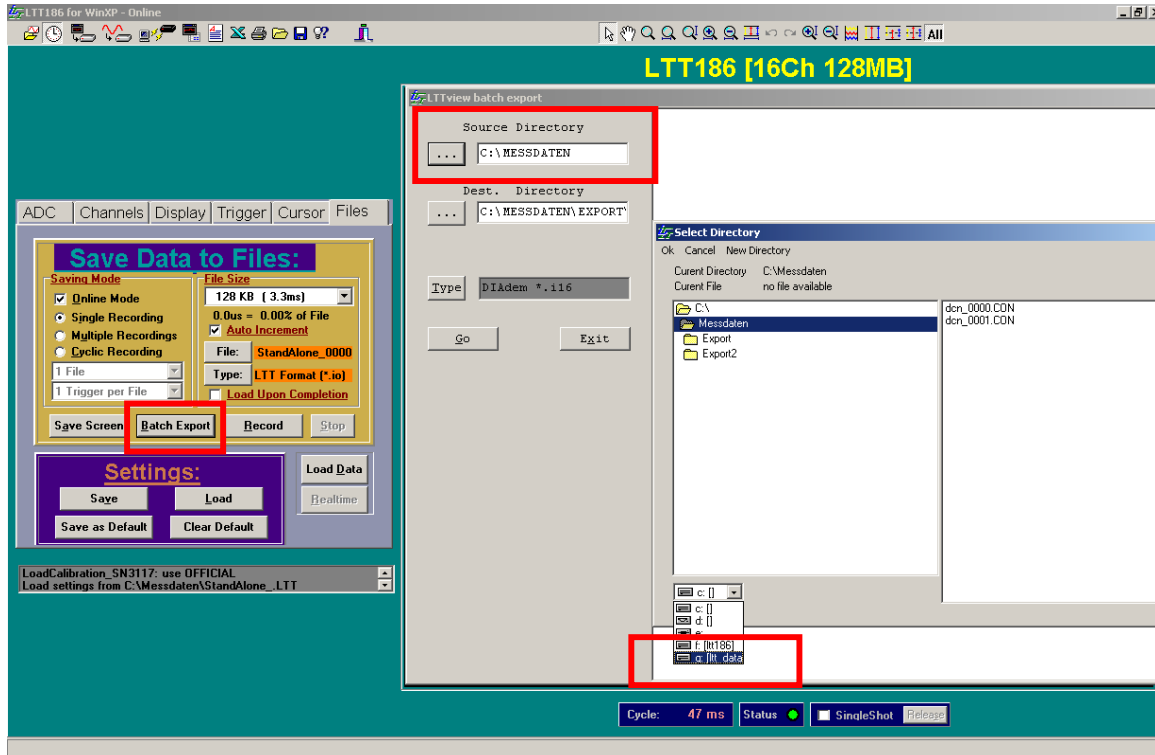 LTT186 for WinXP - Online
All
LTT186 [16Ch 128MB]
LTTview batch export
Source Directory
... C:\MESSDATEN
Dest. Directory
... C:\MESSDATEN\EXPORT\
Type DIAdem *.i16
Go Exit
ADC Channels Display Trigger Cursor Files
Save Data to Files:
Saving Mode
Online Mode
Single Recording
Multiple Recordings
Cyclic Recording
1 File
1 Trigger per File
File Size
128 KB ( 3.3ms)
0.0us = 0.00% of File
Auto Increment
File: StandAlone_0000
Type: LTT Format (*.io)
Load Upon Completion
Save Screen Batch Export Record Stop
Settings:
Save Load
Save as Default Clear Default
Load Data
Realtime
LoadCalibration_SN3117: use OFFICIAL
Load settings from C:\Messdaten\StandAlone_.LTT
Select Directory
Ok Cancel New Directory
Curent Directory C:\Messdaten
Curent File no file available
C:\
Messdaten
Export
Export2
dcn_0000.CON
dcn_0001.CON
c: []
c: []
d: []
e:
f: [ltt186]
g: [ltt_data
Cycle: 47 ms Status SingleShot Release